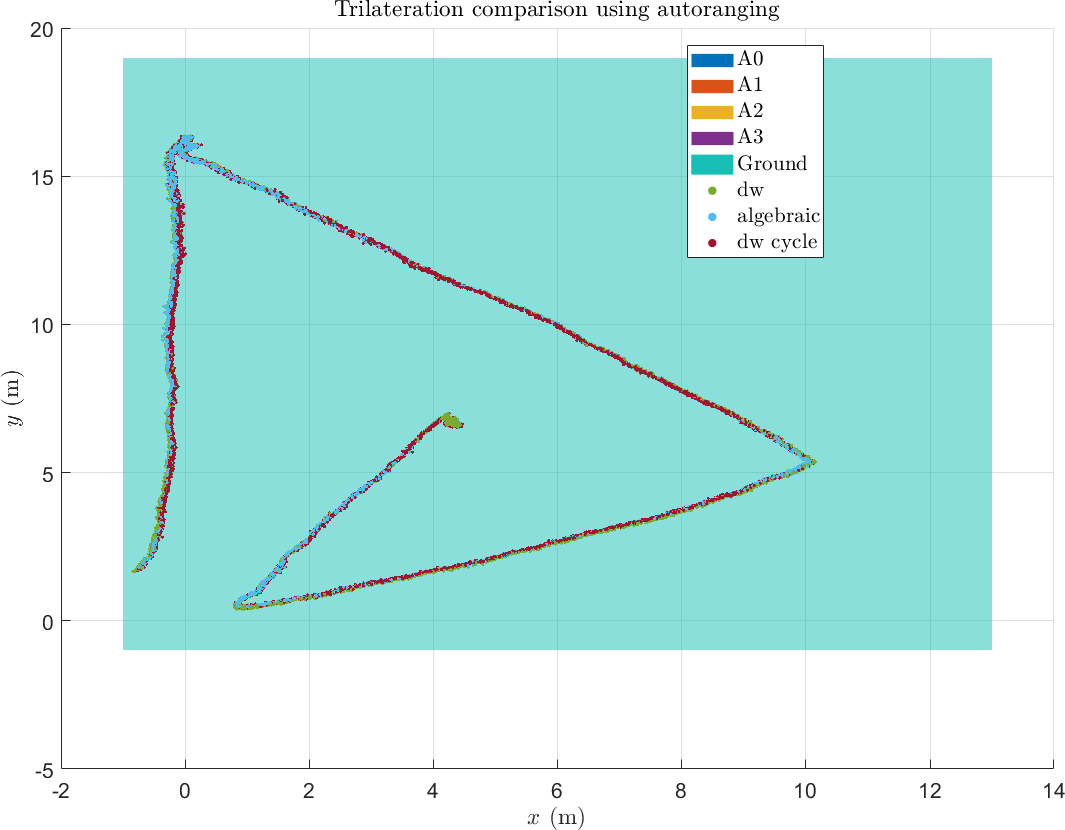 Trilateration comparison using autoranging
20
15
10
5
0
-5
y (m)
A0
A1
A2
A3
Ground
dw
algebraic
dw cycle
-2 0 2 4 6 8 10 12 14
x (m)